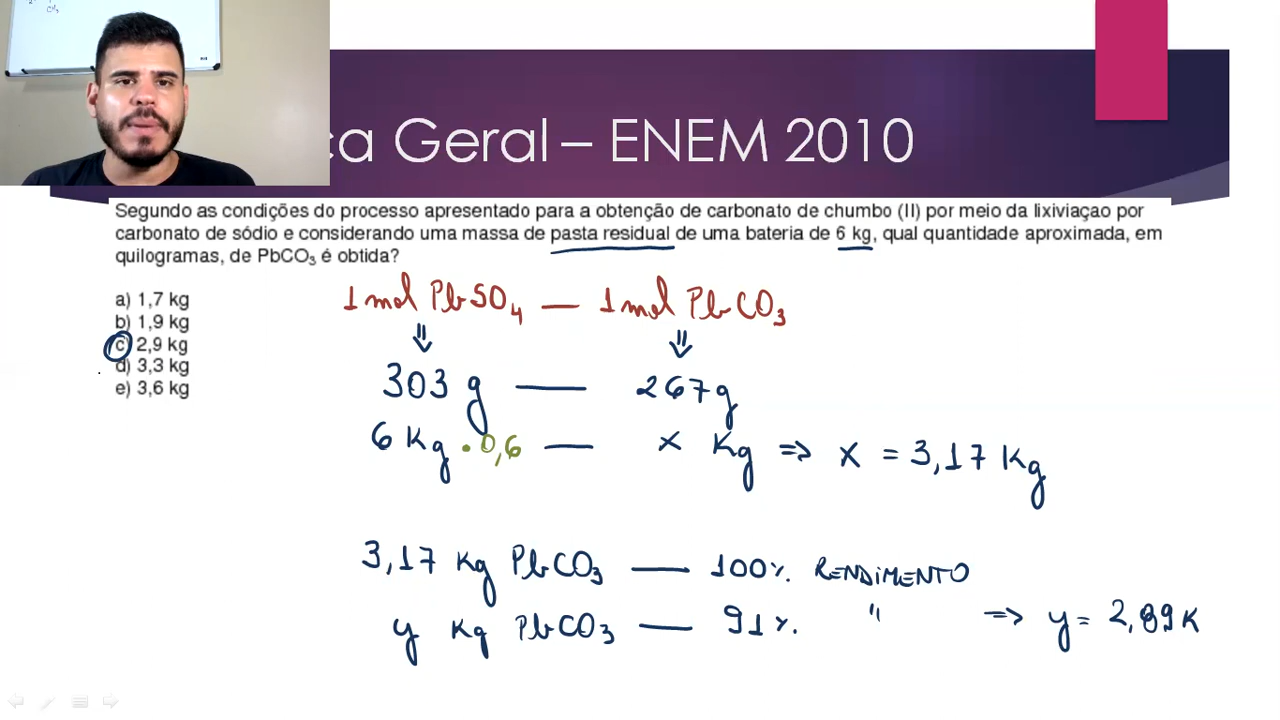 ca Geral – ENEM 2010
Segundo as condições do processo apresentado para a obtenção de carbonato de chumbo (II) por meio da lixiviaçao por
carbonato de sódio e considerando uma massa de pasta residual de uma bateria de 6 kg, qual quantidade aproximada, em
quilogramas, de PbCO₃ é obtida?
a) 1,7 kg
b) 1,9 kg
c) 2,9 kg
d) 3,3 kg
e) 3,6 kg
1 mol PbSO₄ — 1 mol PbCO₃
⇓ ⇓
303 g — 267 g
6 Kg · 0,6 — x Kg ⇒ x = 3,17 Kg
3,17 Kg PbCO₃ — 100%. RENDIMENTO
y kg PbCO₃ — 91%. " ⇒ y = 2,89 K